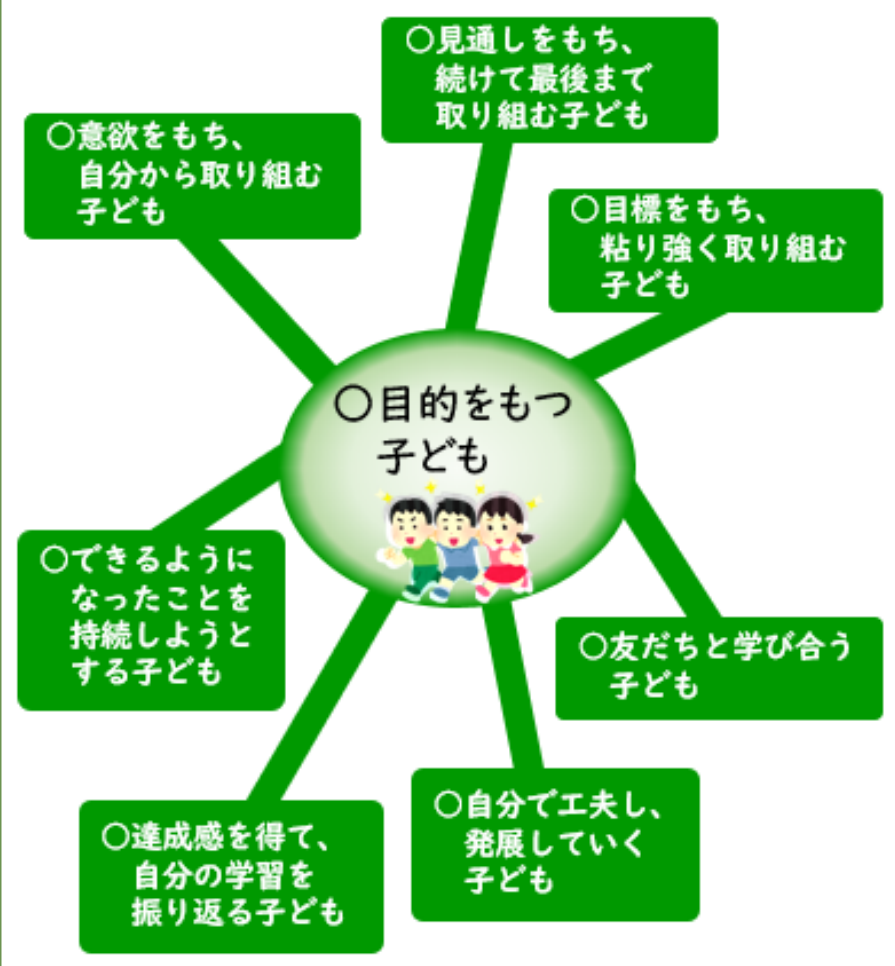 ○見通しをもち、
続けて最後まで
取り組む子ども
○意欲をもち、
自分から取り組む
子ども
○目標をもち、
粘り強く取り組む
子ども
○目的をもつ
子ども
○できるように
なったことを
持続しようと
する子ども
○友だちと学び合う
子ども
○自分で工夫し、
発展していく
子ども
○達成感を得て、
自分の学習を
振り返る子ども